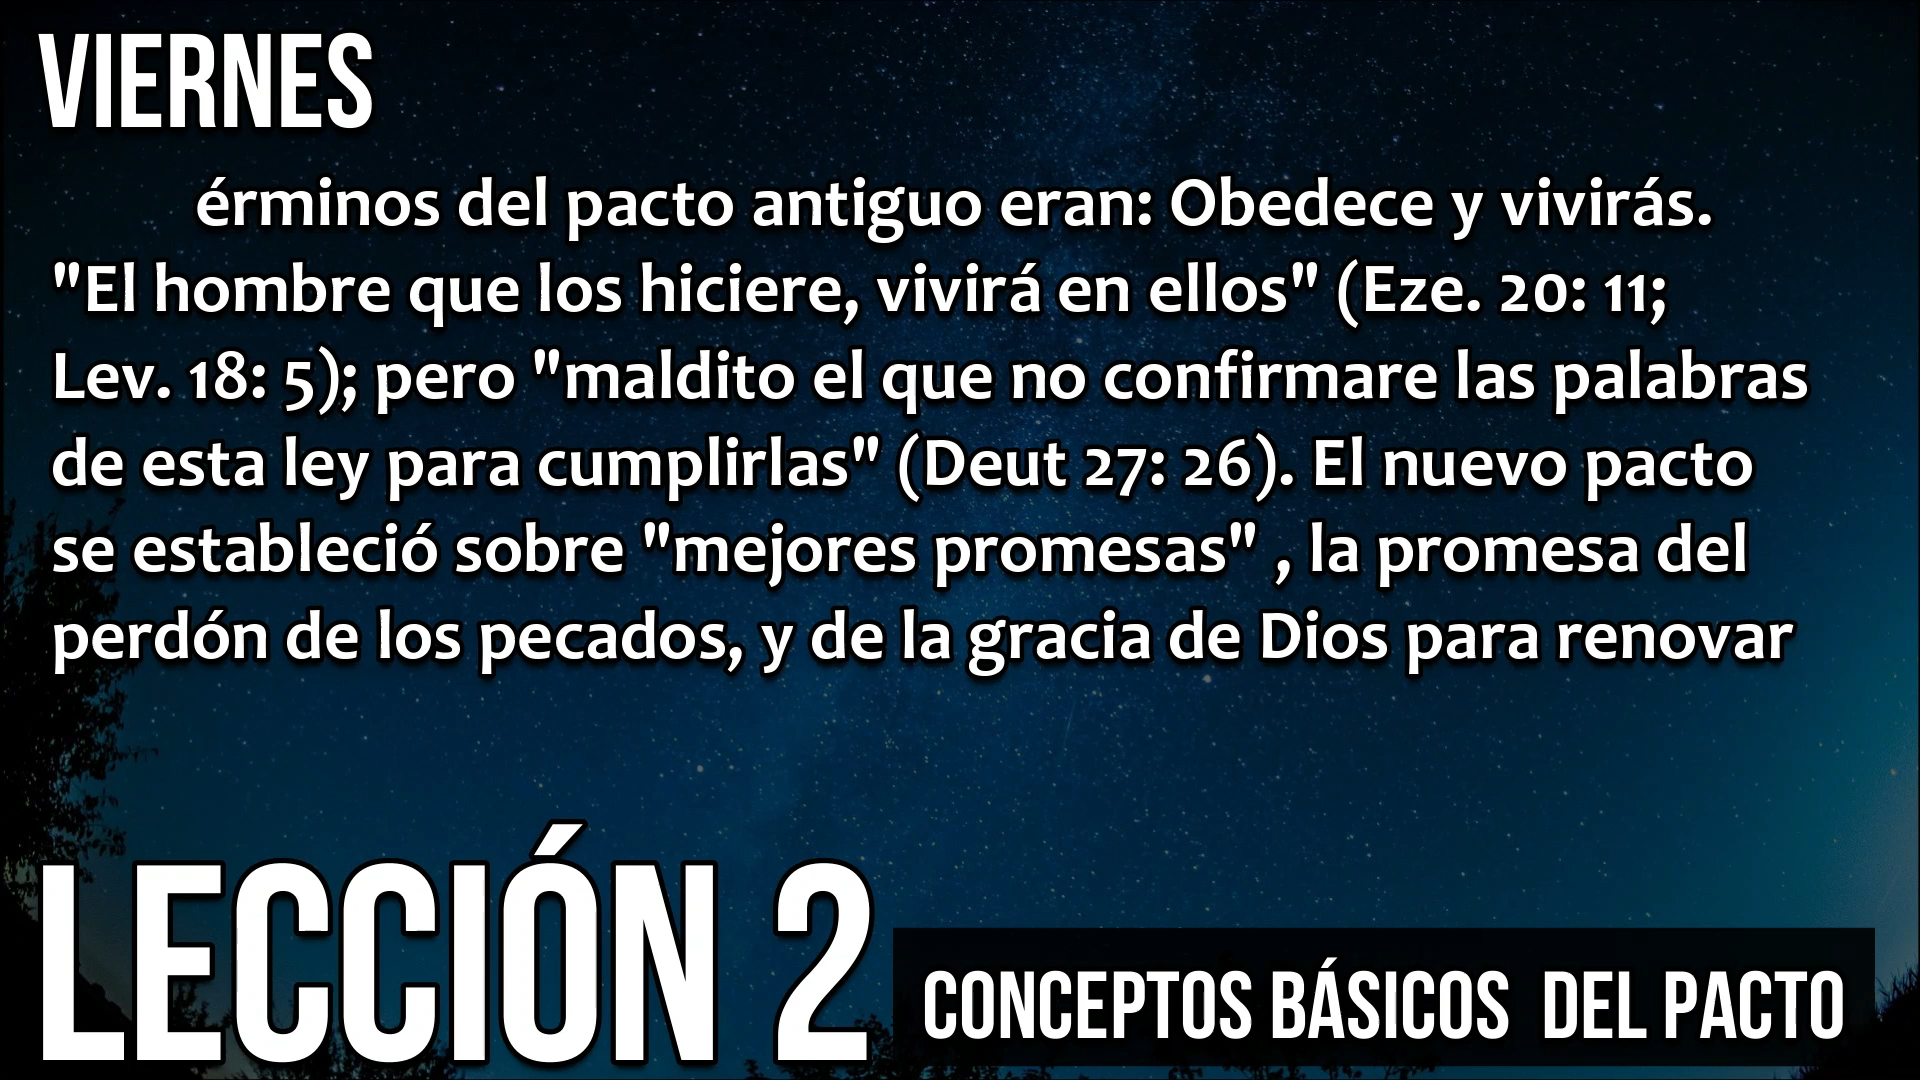 VIERNES
érminos del pacto antiguo eran: Obedece y vivirás.
"El hombre que los hiciere, vivirá en ellos" (Eze. 20: 11;
Lev. 18: 5); pero "maldito el que no confirmare las palabras
de esta ley para cumplirlas" (Deut 27: 26). El nuevo pacto
se estableció sobre "mejores promesas" , la promesa del
perdón de los pecados, y de la gracia de Dios para renovar
LECCIÓN 2
CONCEPTOS BÁSICOS DEL PACTO